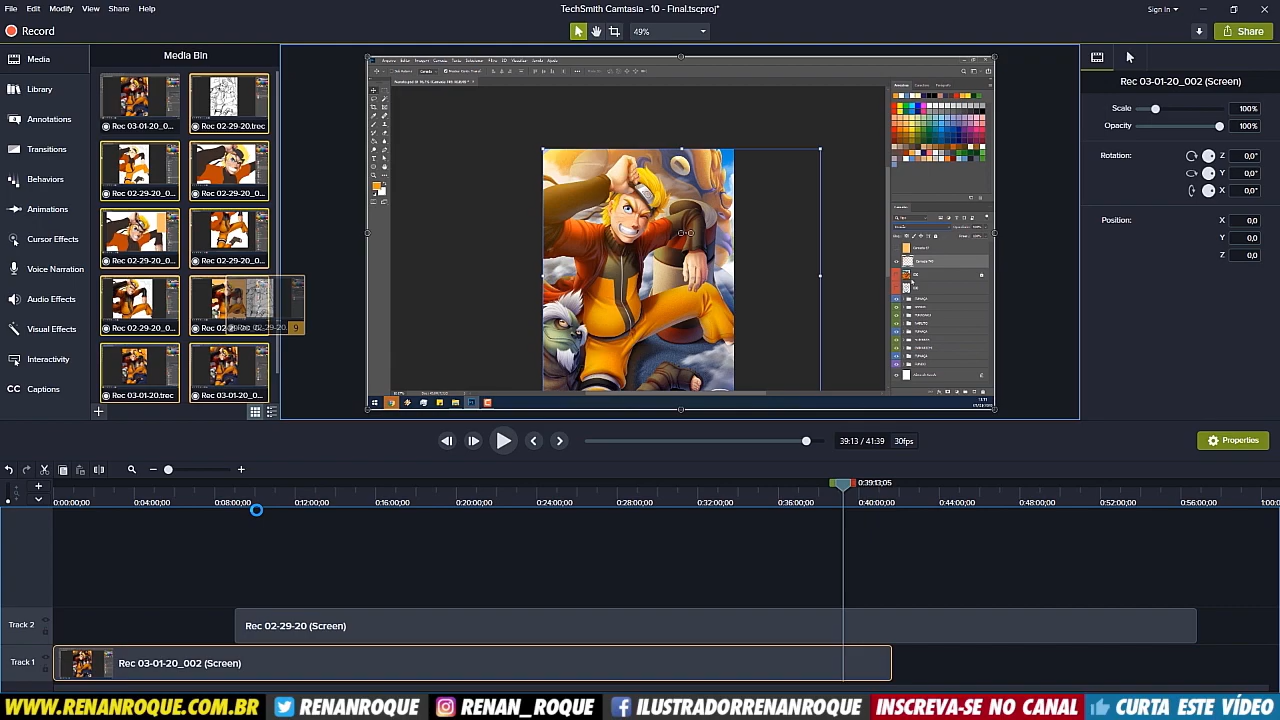 File Edit Modify View Share Help
TechSmith Camtasia - 10 - Final.tscproj*
Sign In
Record
49%
Share
Media
Library
Annotations
Transitions
Behaviors
Animations
Cursor Effects
Voice Narration
Audio Effects
Visual Effects
Interactivity
CC Captions
Media Bin
Rec 03-01-20_0...
Rec 02-29-20.trec
Rec 02-29-20_0...
Rec 02-29-20_0...
Rec 02-29-20_0...
Rec 02-29-20_0...
Rec 02-29-20_0...
9
Rec 03-01-20.trec
Rec 03-01-20_0...
Rec 03-01-20_002 (Screen)
Scale 100%
Opacity 100%
Rotation: Z 0,0°
Y 0,0°
X 0,0°
Position: X 0,0
Y 0,0
Z 0,0
39:13 / 41:39 30fps
Properties
0:39:13;05
0:00:00;00 0:04:00;00 0:08:00;00 0:12:00;00 0:16:00;00 0:20:00;00 0:24:00;00 0:28:00;00 0:32:00;00 0:36:00;00 0:40:00;00 0:44:00;00 0:48:00;00 0:52:00;00 0:56:00;00 1:00:0
Track 2
Rec 02-29-20 (Screen)
Track 1
Rec 03-01-20_002 (Screen)
WWW.RENANROQUE.COM.BR RENANROQUE RENAN_ROQUE ILUSTRADORRENANROQUE INSCREVA-SE NO CANAL CURTA ESTE VÍDEO